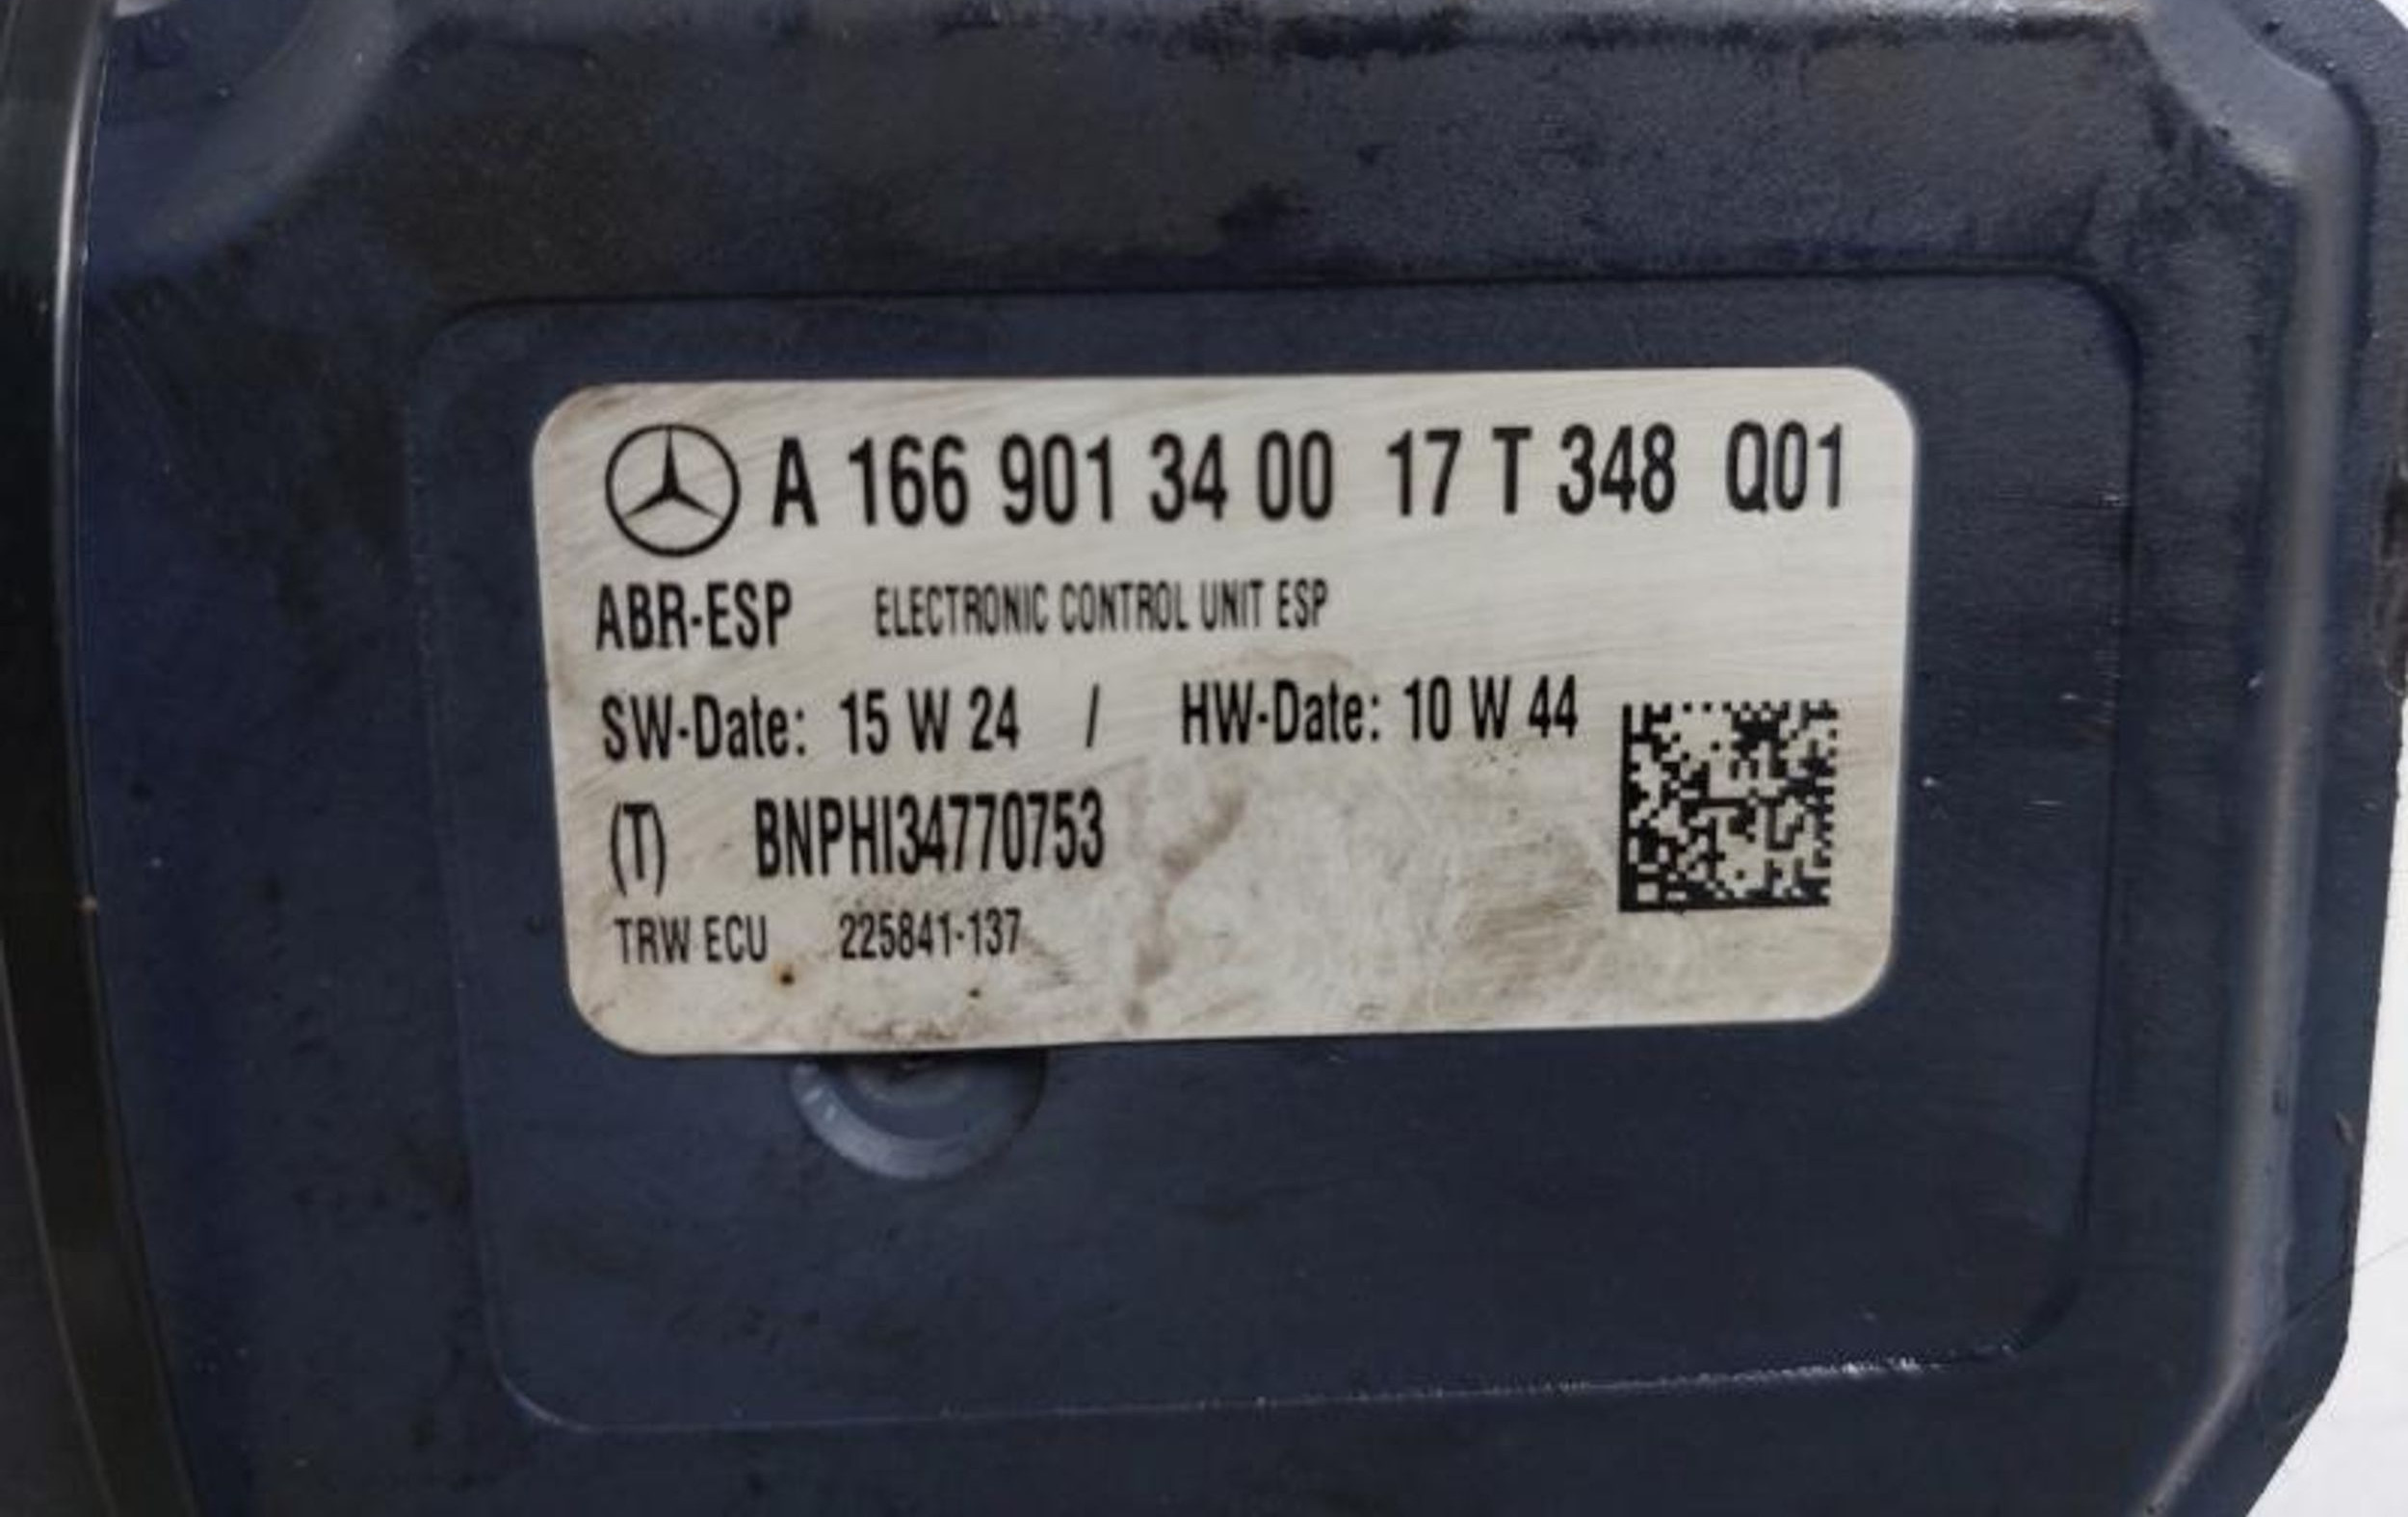 A 166 901 34 00 17 T 348 Q01
ABR-ESP ELECTRONIC CONTROL UNIT ESP
SW-Date: 15 W 24 / HW-Date: 10 W 44
(T) BNPHI34770753
TRW ECU 225841-137